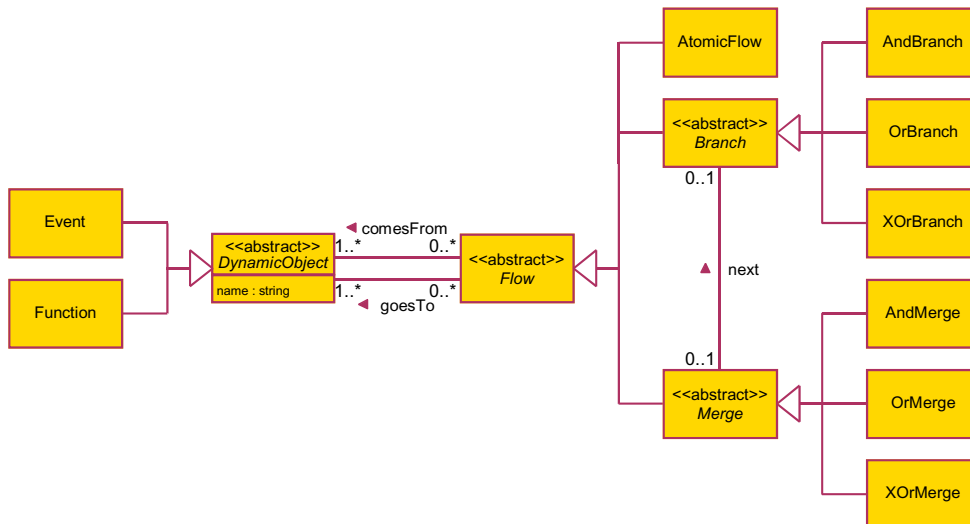 AtomicFlow
AndBranch
<<abstract>>
Branch
OrBranch
0..1
XOrBranch
Event
comesFrom
<<abstract>>
DynamicObject
name : string
1..*
0..*
<<abstract>>
Flow
1..*
0..*
goesTo
next
Function
AndMerge
0..1
<<abstract>>
Merge
OrMerge
XOrMerge